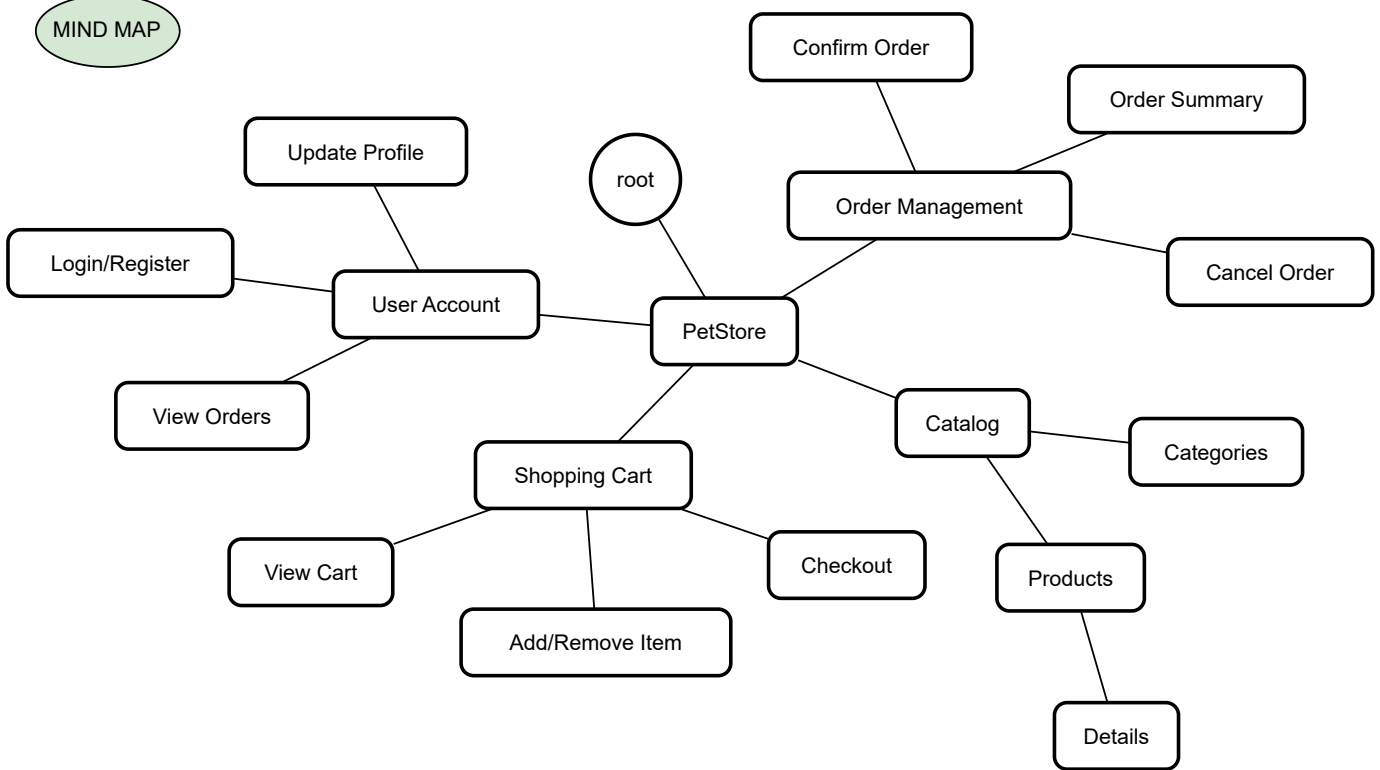 MIND MAP
Confirm Order
Order Summary
Update Profile
root
Order Management
Login/Register
Cancel Order
User Account
PetStore
View Orders
Catalog
Categories
Shopping Cart
View Cart
Checkout
Products
Add/Remove Item
Details